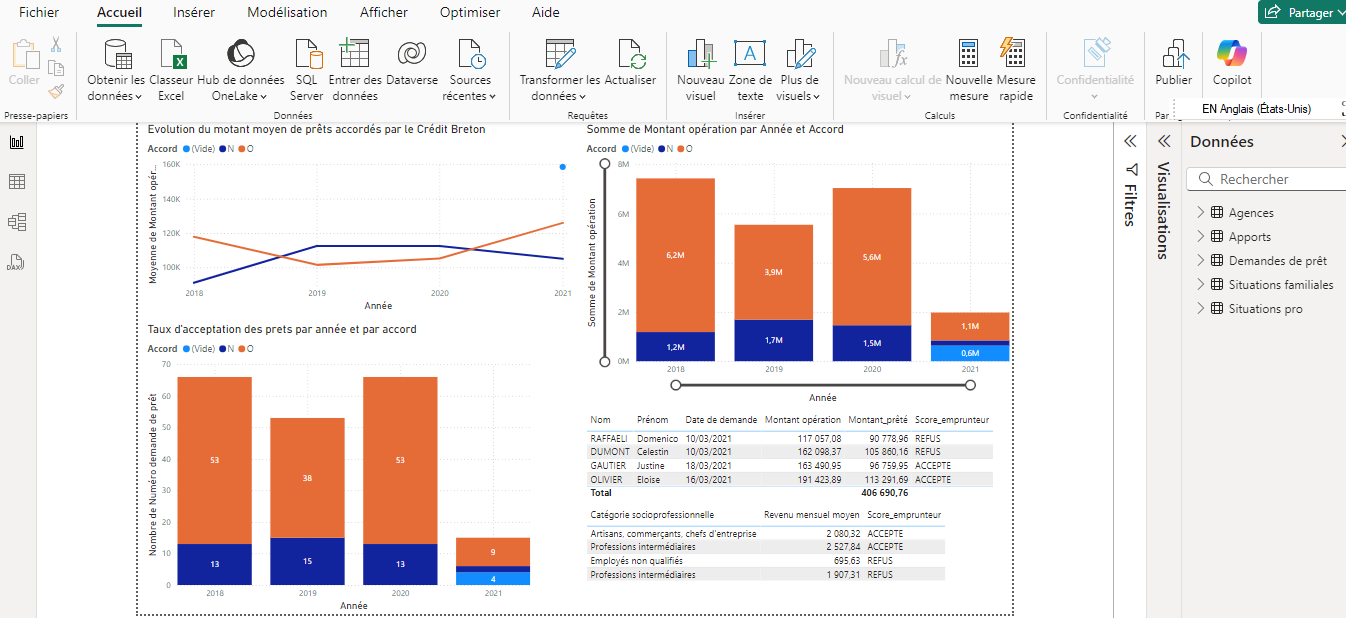 Fichier Accueil Insérer Modélisation Afficher Optimiser Aide
Partager
Coller
Obtenir les données
Classeur Excel
Hub de données OneLake
SQL Server
Entrer des données
Dataverse
Sources récentes
Transformer les données
Actualiser
Nouveau visuel
Zone de texte
Plus de visuels
Nouveau calcul de visuel
Nouvelle mesure
Mesure rapide
Confidentialité
Publier
Copilot
Presse-papiers
Données
Requêtes
Insérer
Calculs
Confidentialité
Par
EN Anglais (États-Unis)
DAX
Evolution du motant moyen de prêts accordés par le Crédit Breton
Accord (Vide) N O
Moyenne de Montant opér...
160K
140K
120K
100K
2018 2019 2020 2021
Année
Taux d'acceptation des prets par année et par accord
Accord (Vide) N O
Nombre de Numéro demande de prêt
70
60
50
40
30
20
10
0
53 38 53 9
13 15 13 4
2018 2019 2020 2021
Année
Somme de Montant opération par Année et Accord
Accord (Vide) N O
Somme de Montant opération
8M
6M
4M
2M
0M
6,2M 3,9M 5,6M 1,1M
1,2M 1,7M 1,5M 0,6M
2018 2019 2020 2021
Année
Nom Prénom Date de demande Montant opération Montant_prêté Score_emprunteur
RAFFAELI Domenico 10/03/2021 117 057,08 90 778,96 REFUS
DUMONT Celestin 10/03/2021 162 098,37 105 860,16 REFUS
GAUTIER Justine 18/03/2021 163 490,95 96 759,95 ACCEPTE
OLIVIER Eloise 16/03/2021 191 423,89 113 291,69 ACCEPTE
Total 406 690,76
Catégorie socioprofessionnelle Revenu mensuel moyen Score_emprunteur
Artisans, commerçants, chefs d'entreprise 2 080,32 ACCEPTE
Professions intermédiaires 2 527,84 ACCEPTE
Employés non qualifiés 695,63 REFUS
Professions intermédiaires 1 907,31 REFUS
Filtres
Visualisations
Données
Rechercher
Agences
Apports
Demandes de prêt
Situations familiales
Situations pro